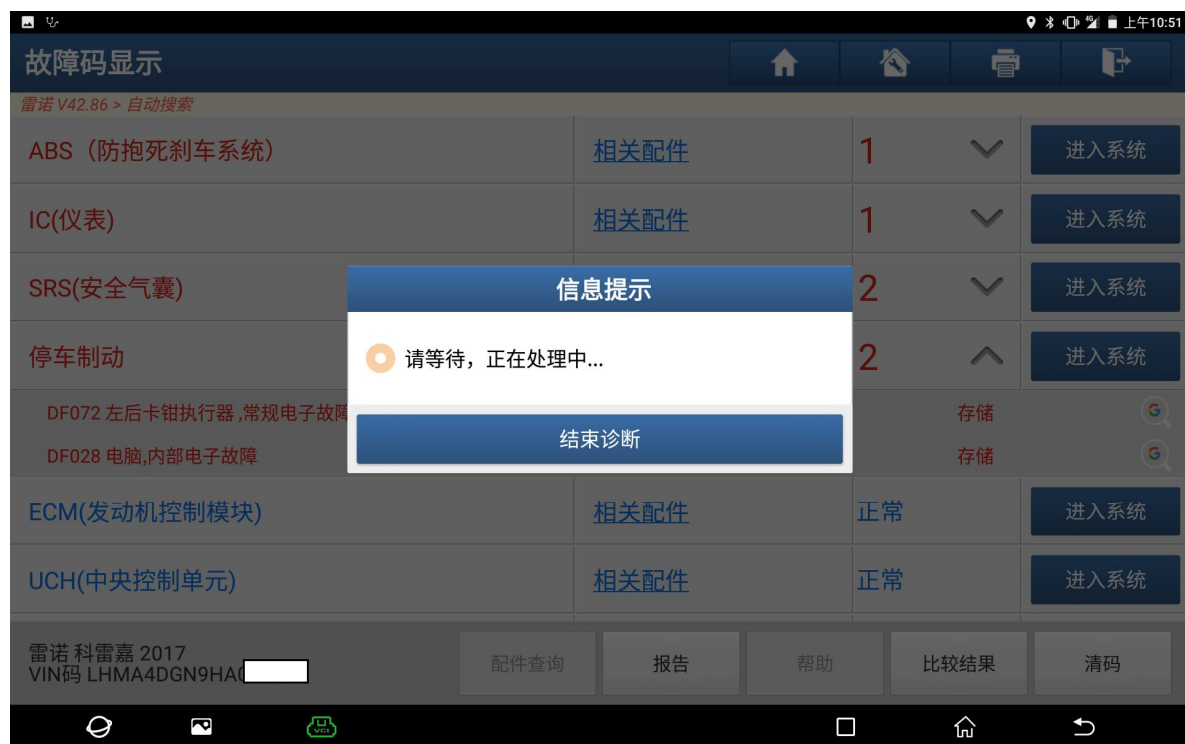 4G 上午10:51
故障码显示
雷诺 V42.86 > 自动搜索
ABS（防抱死刹车系统） 相关配件 1 进入系统
IC(仪表) 相关配件 1 进入系统
SRS(安全气囊) 2 进入系统
信息提示
停车制动 2 进入系统
请等待，正在处理中...
DF072 左后卡钳执行器 ,常规电子故障 存储 G
结束诊断
DF028 电脑,内部电子故障 存储 G
ECM(发动机控制模块) 相关配件 正常 进入系统
UCH(中央控制单元) 相关配件 正常 进入系统
雷诺 科雷嘉 2017
VIN码 LHMA4DGN9HA
配件查询 报告 帮助 比较结果 清码
VCI